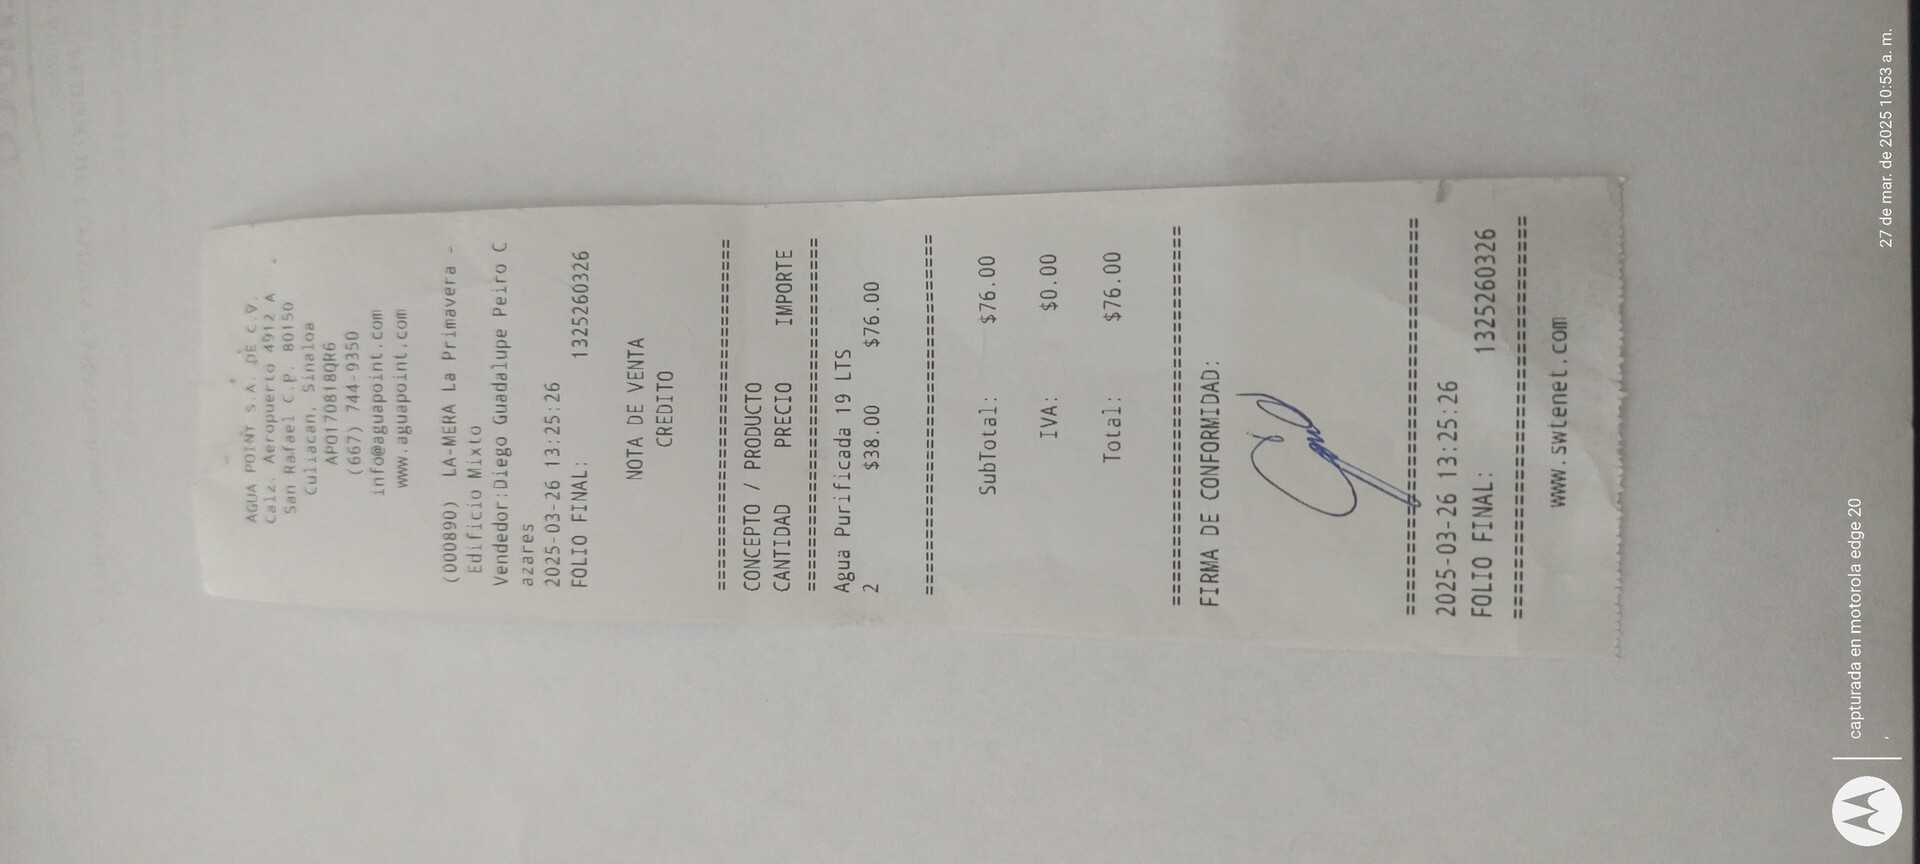 AGUA POINT S.A. DE C.V.
Calz. Aeropuerto 4912 A
San Rafael C.P. 80150
Culiacan, Sinaloa
APO170818QR6
(667) 744-9350
info@aguapoint.com
www.aguapoint.com
(000890) LA-MERA La Primavera -
Edificio Mixto
Vendedor:Diego Guadalupe Peiro C
azares
2025-03-26 13:25:26
FOLIO FINAL: 1325260326
NOTA DE VENTA
CREDITO
================================
CONCEPTO / PRODUCTO
CANTIDAD PRECIO IMPORTE
================================
Agua Purificada 19 LTS
2 $38.00 $76.00
================================
SubTotal: $76.00
IVA: $0.00
Total: $76.00
================================
FIRMA DE CONFORMIDAD:
================================
2025-03-26 13:25:26
FOLIO FINAL: 1325260326
================================
www.swtenet.com
capturada en motorola edge 20
,
27 de mar. de 2025 10:53 a. m.